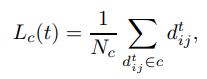 L_c(t) = \frac{1}{N_c} \sum_{d_{ij}^t \in c} d_{ij}^t,